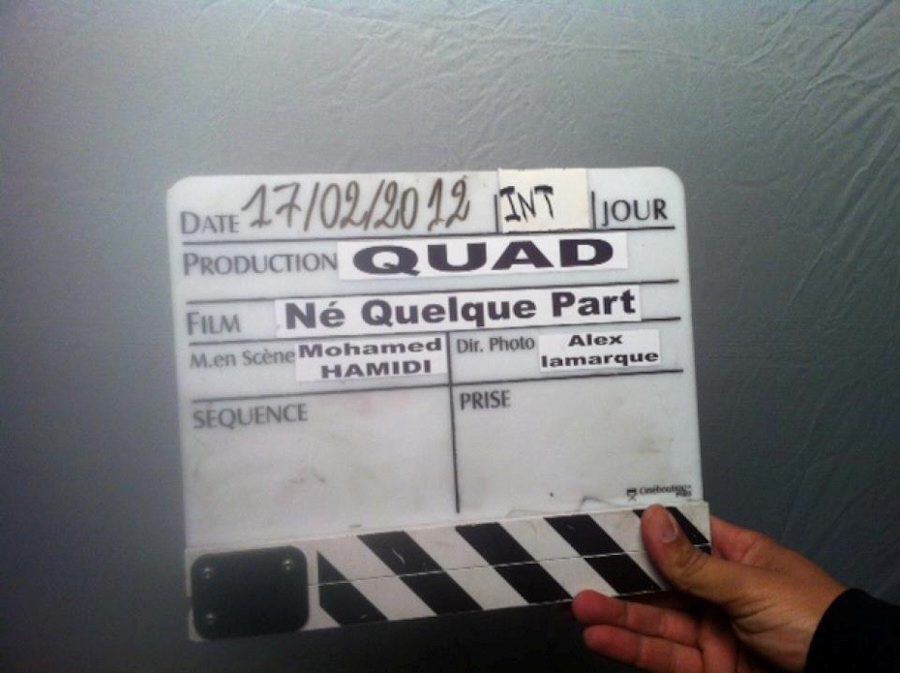 DATE 17/02/2012 INT JOUR
PRODUCTION QUAD
FILM Né Quelque Part
M.en Scène Mohamed HAMIDI
Dir. Photo Alex lamarque
SEQUENCE
PRISE